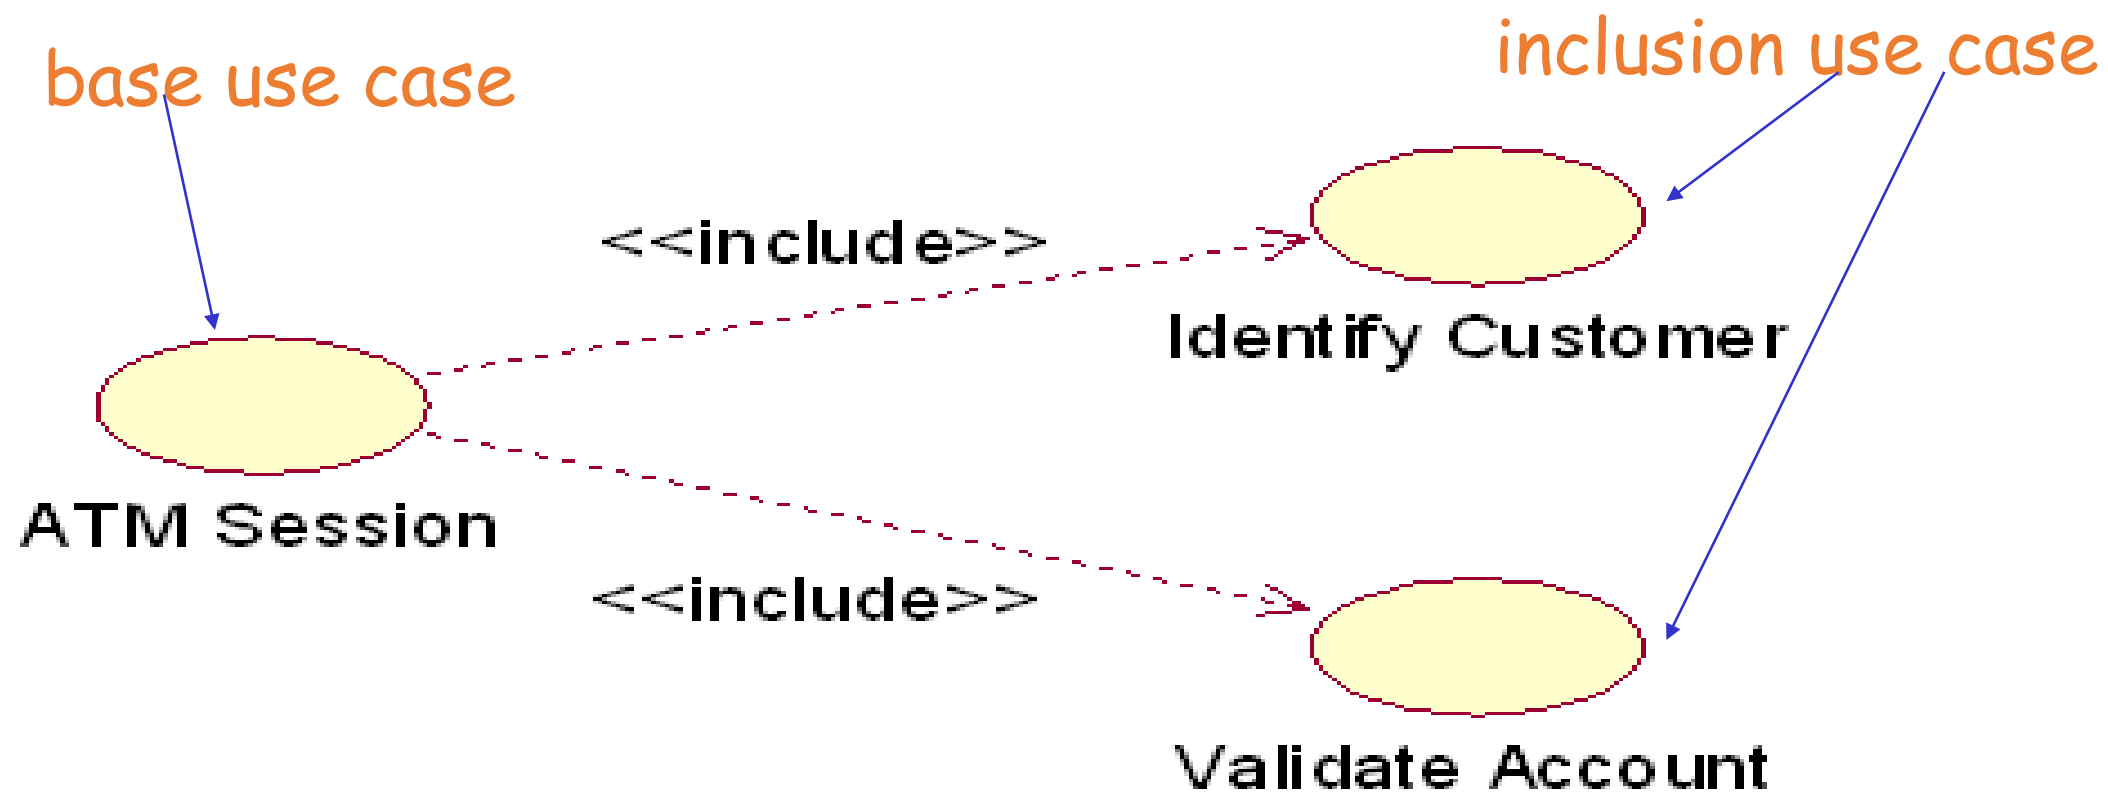 base use case
inclusion use case
<<include>>
Identify Customer
ATM Session
<<include>>
Validate Account